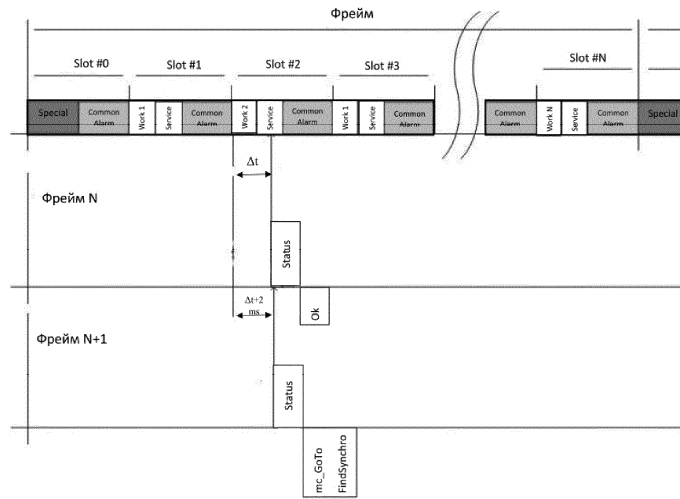 Фрейм
Slot #0
Slot #1
Slot #2
Slot #3
Slot #N
Special
Common
Alarm
Work 1
Service
Common
Alarm
Work 2
Service
Common
Alarm
Work 1
Service
Common
Alarm
Common
Alarm
Work N
Service
Common
Alarm
Special
Δt
Фрейм N
Status
Δt+2
ms
Ok
Фрейм N+1
Status
mc_GoTo
FindSynchro